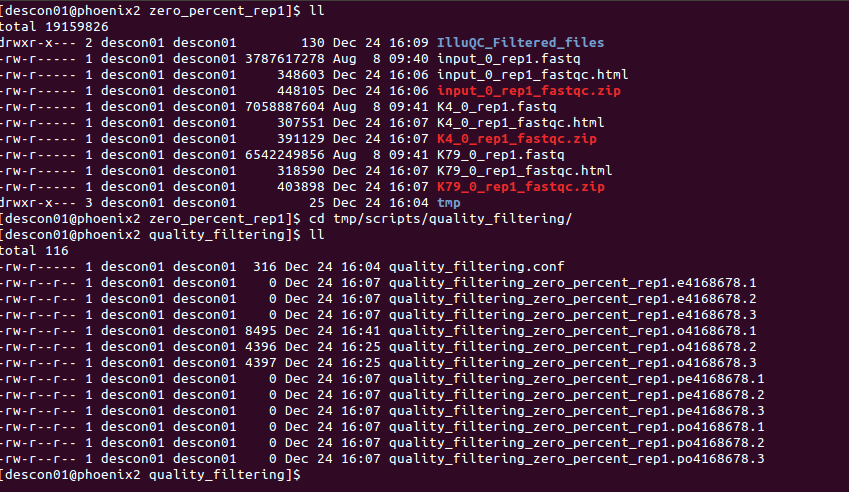 [descon01@phoenix2 zero_percent_rep1]$ ll
total 19159826
drwxr-x--- 2 descon01 descon01        130 Dec 24 16:09 IlluQC_Filtered_files
-rw-r----- 1 descon01 descon01 3787617278 Aug  8 09:40 input_0_rep1.fastq
-rw-r----- 1 descon01 descon01     348603 Dec 24 16:06 input_0_rep1_fastqc.html
-rw-r----- 1 descon01 descon01     448105 Dec 24 16:06 input_0_rep1_fastqc.zip
-rw-r----- 1 descon01 descon01 7058887604 Aug  8 09:41 K4_0_rep1.fastq
-rw-r----- 1 descon01 descon01     307551 Dec 24 16:07 K4_0_rep1_fastqc.html
-rw-r----- 1 descon01 descon01     391129 Dec 24 16:07 K4_0_rep1_fastqc.zip
-rw-r----- 1 descon01 descon01 6542249856 Aug  8 09:41 K79_0_rep1.fastq
-rw-r----- 1 descon01 descon01     318590 Dec 24 16:07 K79_0_rep1_fastqc.html
-rw-r----- 1 descon01 descon01     403898 Dec 24 16:07 K79_0_rep1_fastqc.zip
drwxr-x--- 3 descon01 descon01         25 Dec 24 16:04 tmp
[descon01@phoenix2 zero_percent_rep1]$ cd tmp/scripts/quality_filtering/
[descon01@phoenix2 quality_filtering]$ ll
total 116
-rw-r----- 1 descon01 descon01  316 Dec 24 16:04 quality_filtering.conf
-rw-r--r-- 1 descon01 descon01    0 Dec 24 16:07 quality_filtering_zero_percent_rep1.e4168678.1
-rw-r--r-- 1 descon01 descon01    0 Dec 24 16:07 quality_filtering_zero_percent_rep1.e4168678.2
-rw-r--r-- 1 descon01 descon01    0 Dec 24 16:07 quality_filtering_zero_percent_rep1.e4168678.3
-rw-r--r-- 1 descon01 descon01 8495 Dec 24 16:41 quality_filtering_zero_percent_rep1.o4168678.1
-rw-r--r-- 1 descon01 descon01 4396 Dec 24 16:25 quality_filtering_zero_percent_rep1.o4168678.2
-rw-r--r-- 1 descon01 descon01 4397 Dec 24 16:25 quality_filtering_zero_percent_rep1.o4168678.3
-rw-r--r-- 1 descon01 descon01    0 Dec 24 16:07 quality_filtering_zero_percent_rep1.pe4168678.1
-rw-r--r-- 1 descon01 descon01    0 Dec 24 16:07 quality_filtering_zero_percent_rep1.pe4168678.2
-rw-r--r-- 1 descon01 descon01    0 Dec 24 16:07 quality_filtering_zero_percent_rep1.pe4168678.3
-rw-r--r-- 1 descon01 descon01    0 Dec 24 16:07 quality_filtering_zero_percent_rep1.po4168678.1
-rw-r--r-- 1 descon01 descon01    0 Dec 24 16:07 quality_filtering_zero_percent_rep1.po4168678.2
-rw-r--r-- 1 descon01 descon01    0 Dec 24 16:07 quality_filtering_zero_percent_rep1.po4168678.3
[descon01@phoenix2 quality_filtering]$